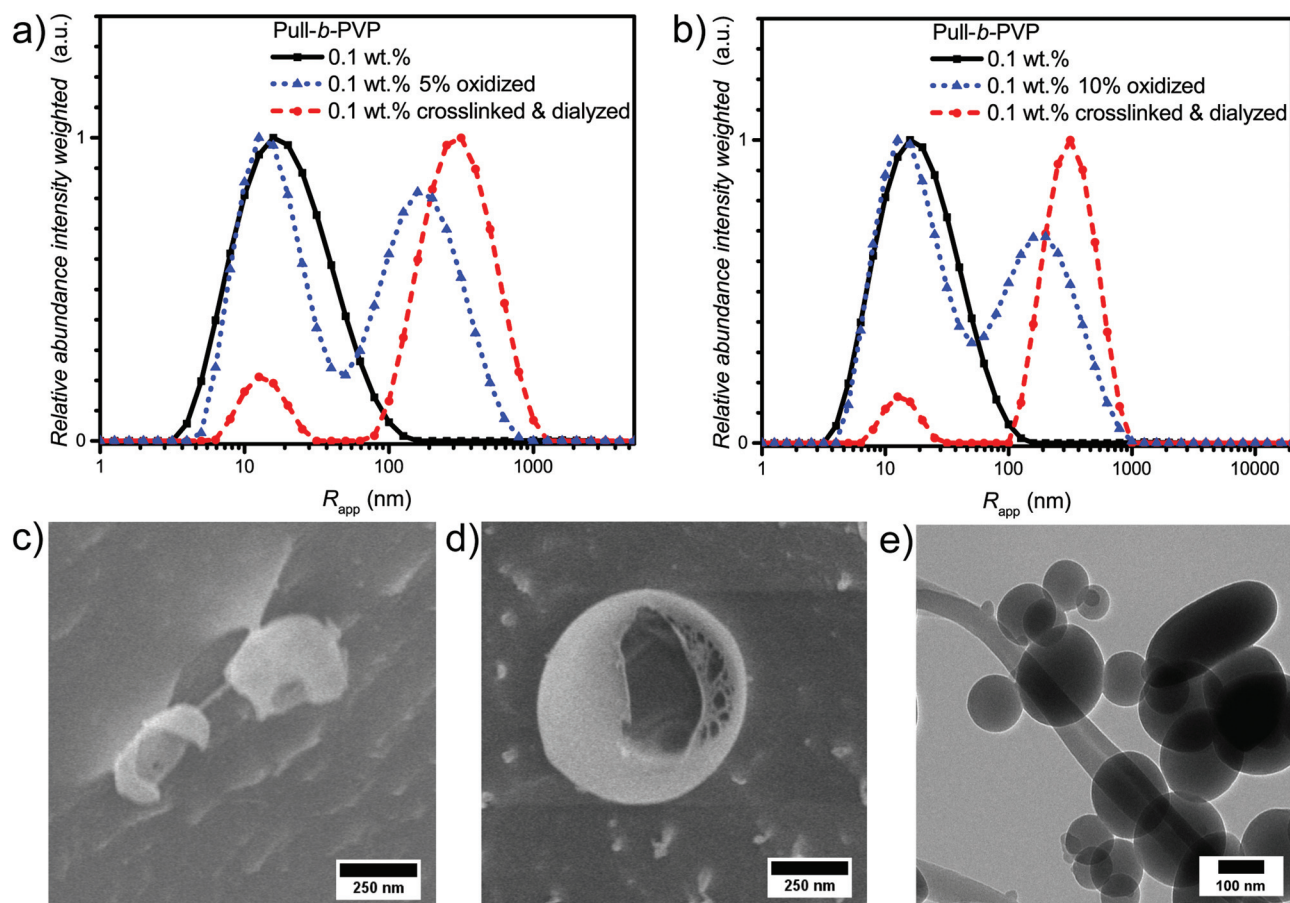 a)
Pull-b-PVP
0.1 wt.%
0.1 wt.% 5% oxidized
0.1 wt.% crosslinked & dialyzed
Relative abundance intensity weighted (a.u.)
1
0
1 10 100 1000
Rapp (nm)
b)
Pull-b-PVP
0.1 wt.%
0.1 wt.% 10% oxidized
0.1 wt.% crosslinked & dialyzed
Relative abundance intensity weighted (a.u.)
1
0
1 10 100 1000 10000
Rapp (nm)
c)
250 nm
d)
250 nm
e)
100 nm